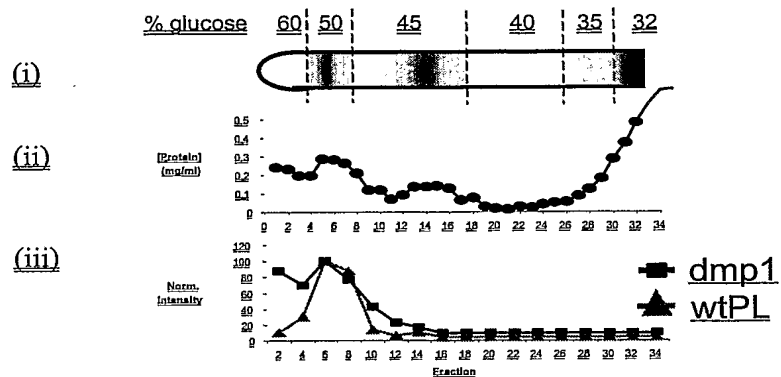 % glucose 60 50 45 40 35 32
(i)
(ii)
[Protein]
(mg/ml)
0.5
0.4
0.3
0.2
0.1
0
0 2 4 6 8 10 12 14 16 18 20 22 24 26 28 30 32 34
(iii)
Norm.
Intensity
120
100
80
60
40
20
0
2 4 6 8 10 12 14 16 18 20 22 24 26 28 30 32 34
Fraction
dmp1
wtPL